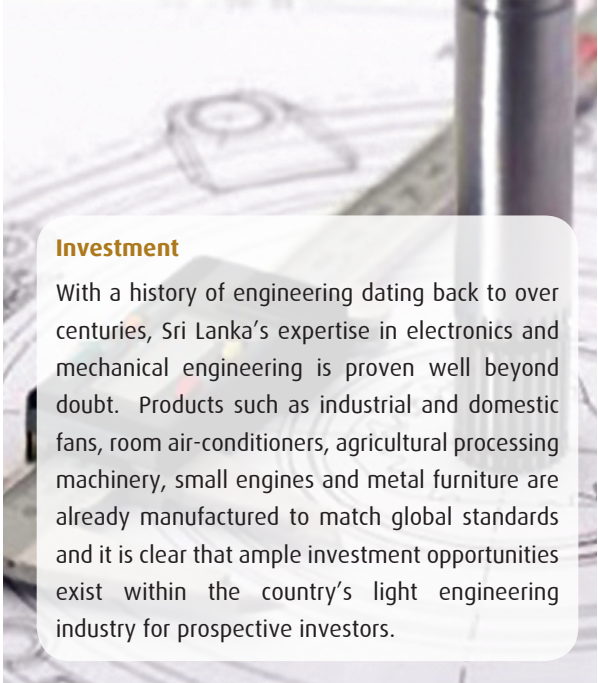 Investment
With a history of engineering dating back to over
centuries, Sri Lanka’s expertise in electronics and
mechanical engineering is proven well beyond
doubt.  Products such as industrial and domestic
fans, room air-conditioners, agricultural processing
machinery, small engines and metal furniture are
already manufactured to match global standards
and it is clear that ample investment opportunities
exist within the country’s light engineering
industry for prospective investors.